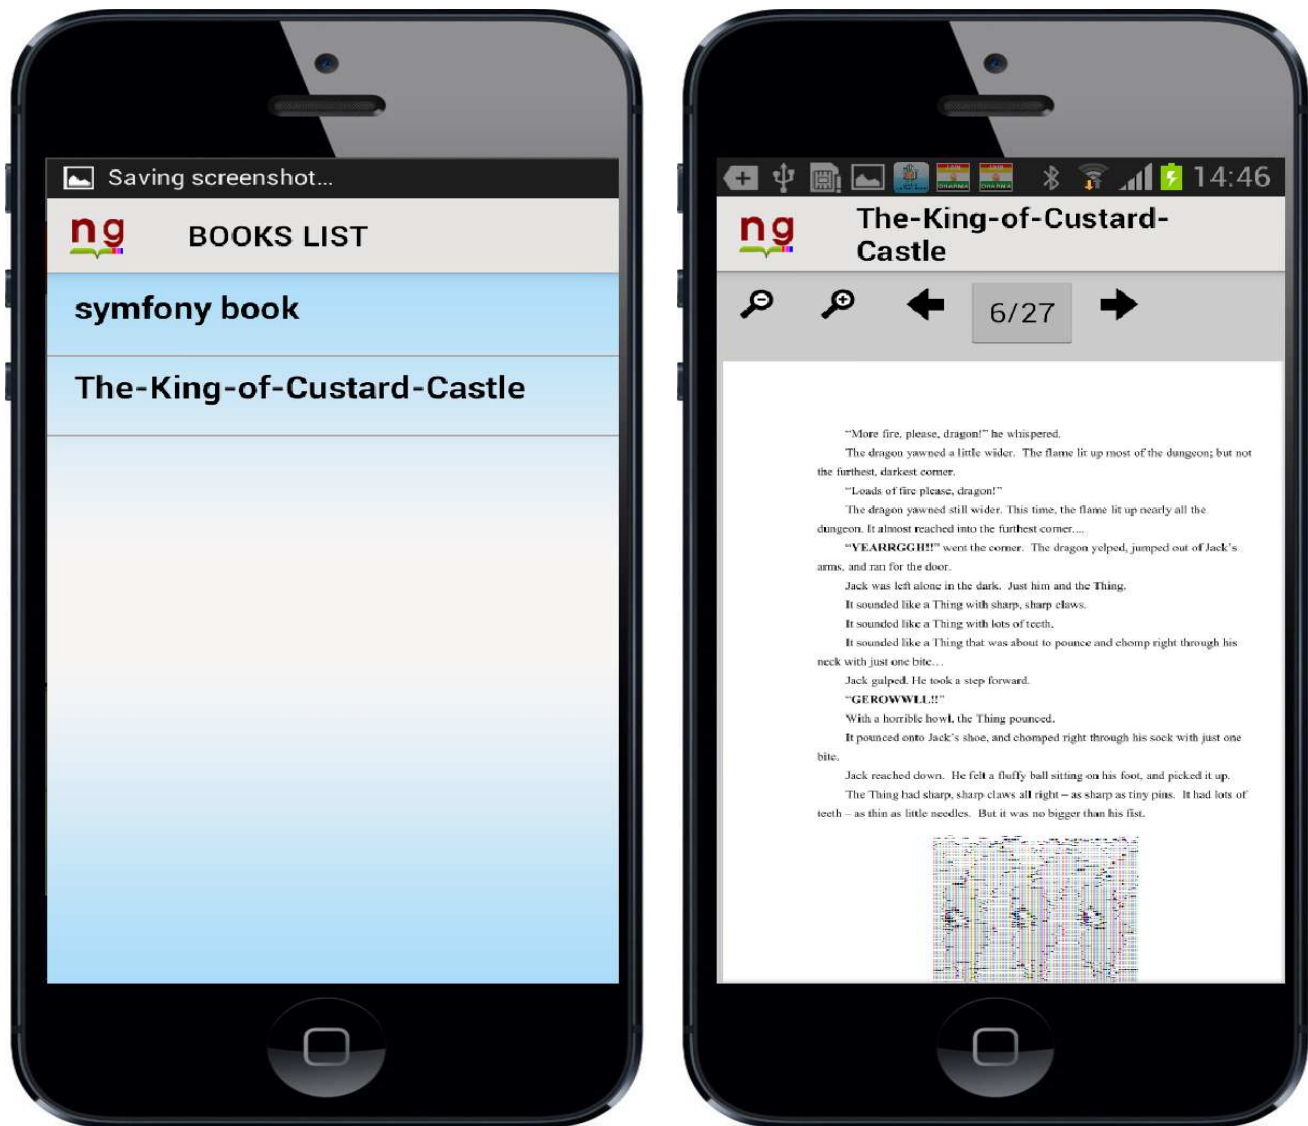 Saving screenshot...
ng
BOOKS LIST
symfony book
The-King-of-Custard-Castle
14:46
ng
The-King-of-Custard-
Castle
6/27
“More fire, please, dragon!” he whispered.
The dragon yawned a little wider.  The flame lit up most of the dungeon; but not
the furthest, darkest corner.
“Loads of fire please, dragon!”
The dragon yawned still wider. This time, the flame lit up nearly all the
dungeon. It almost reached into the furthest corner....
“YEARRGGH!!” went the corner.  The dragon yelped, jumped out of Jack’s
arms, and ran for the door.
Jack was left alone in the dark.  Just him and the Thing.
It sounded like a Thing with sharp, sharp claws.
It sounded like a Thing with lots of teeth.
It sounded like a Thing that was about to pounce and chomp right through his
neck with just one bite…
Jack gulped. He took a step forward.
“GEROWWLL!!”
With a horrible howl, the Thing pounced.
It pounced onto Jack’s shoe, and chomped right through his sock with just one
bite.
Jack reached down.  He felt a fluffy ball sitting on his foot, and picked it up.
The Thing had sharp, sharp claws all right – as sharp as tiny pins.  It had lots of
teeth – as thin as little needles.  But it was no bigger than his fist.